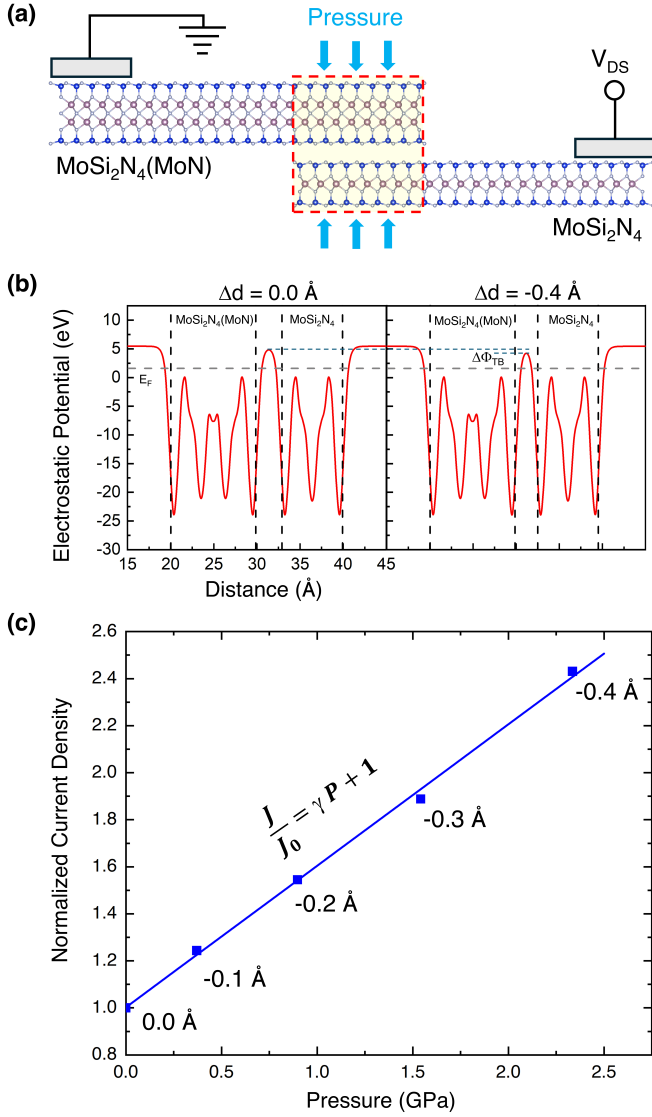 (a)
Pressure
V_DS
MoSi₂N₄(MoN)
MoSi₂N₄
(b)
Δd = 0.0 Å
Δd = -0.4 Å
Electrostatic Potential (eV)
10
5
0
-5
-10
-15
-20
-25
-30
MoSi₂N₄(MoN)
MoSi₂N₄
MoSi₂N₄(MoN)
MoSi₂N₄
ΔΦ_TB
E_F
15 20 25 30 35 40 45
Distance (Å)
(c)
Normalized Current Density
2.6
2.4
2.2
2.0
1.8
1.6
1.4
1.2
1.0
0.8
J/J₀ = γ P + 1
-0.4 Å
-0.3 Å
-0.2 Å
-0.1 Å
0.0 Å
0.0 0.5 1.0 1.5 2.0 2.5
Pressure (GPa)